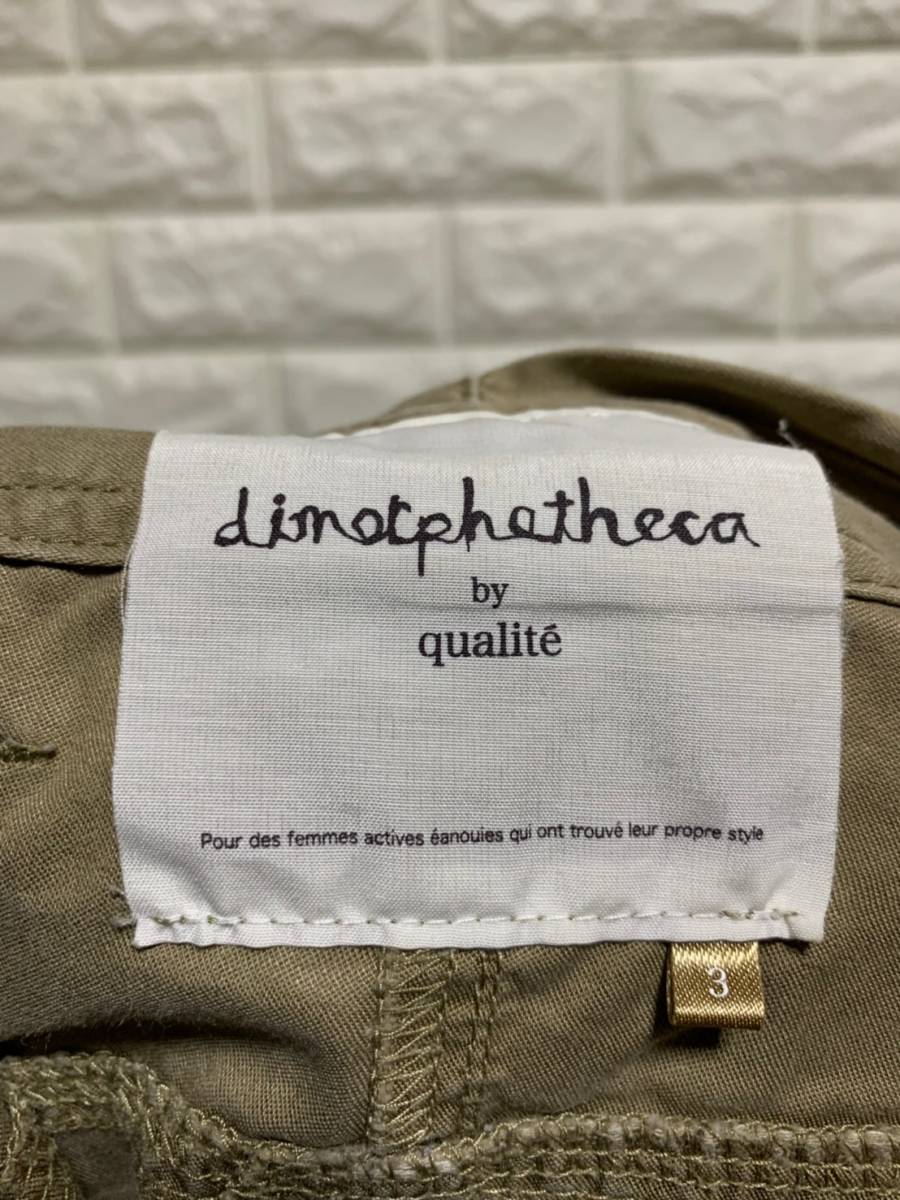 dimorphotheca
by
qualité
Pour des femmes actives éanouies qui ont trouvé leur propre style
3